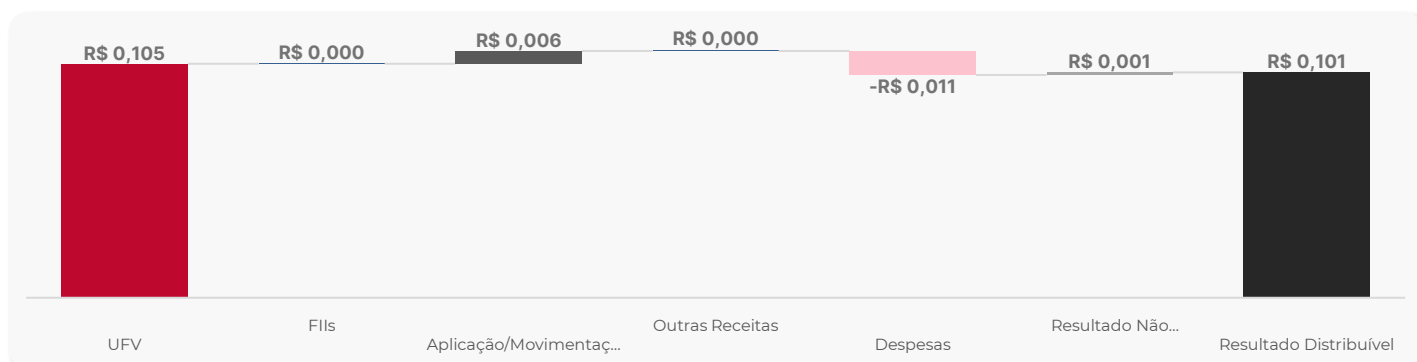 R$ 0,105
R$ 0,000
R$ 0,006
R$ 0,000
-R$ 0,011
R$ 0,001
R$ 0,101
UFV
FIIs
Aplicação/Movimentaç...
Outras Receitas
Despesas
Resultado Não...
Resultado Distribuível